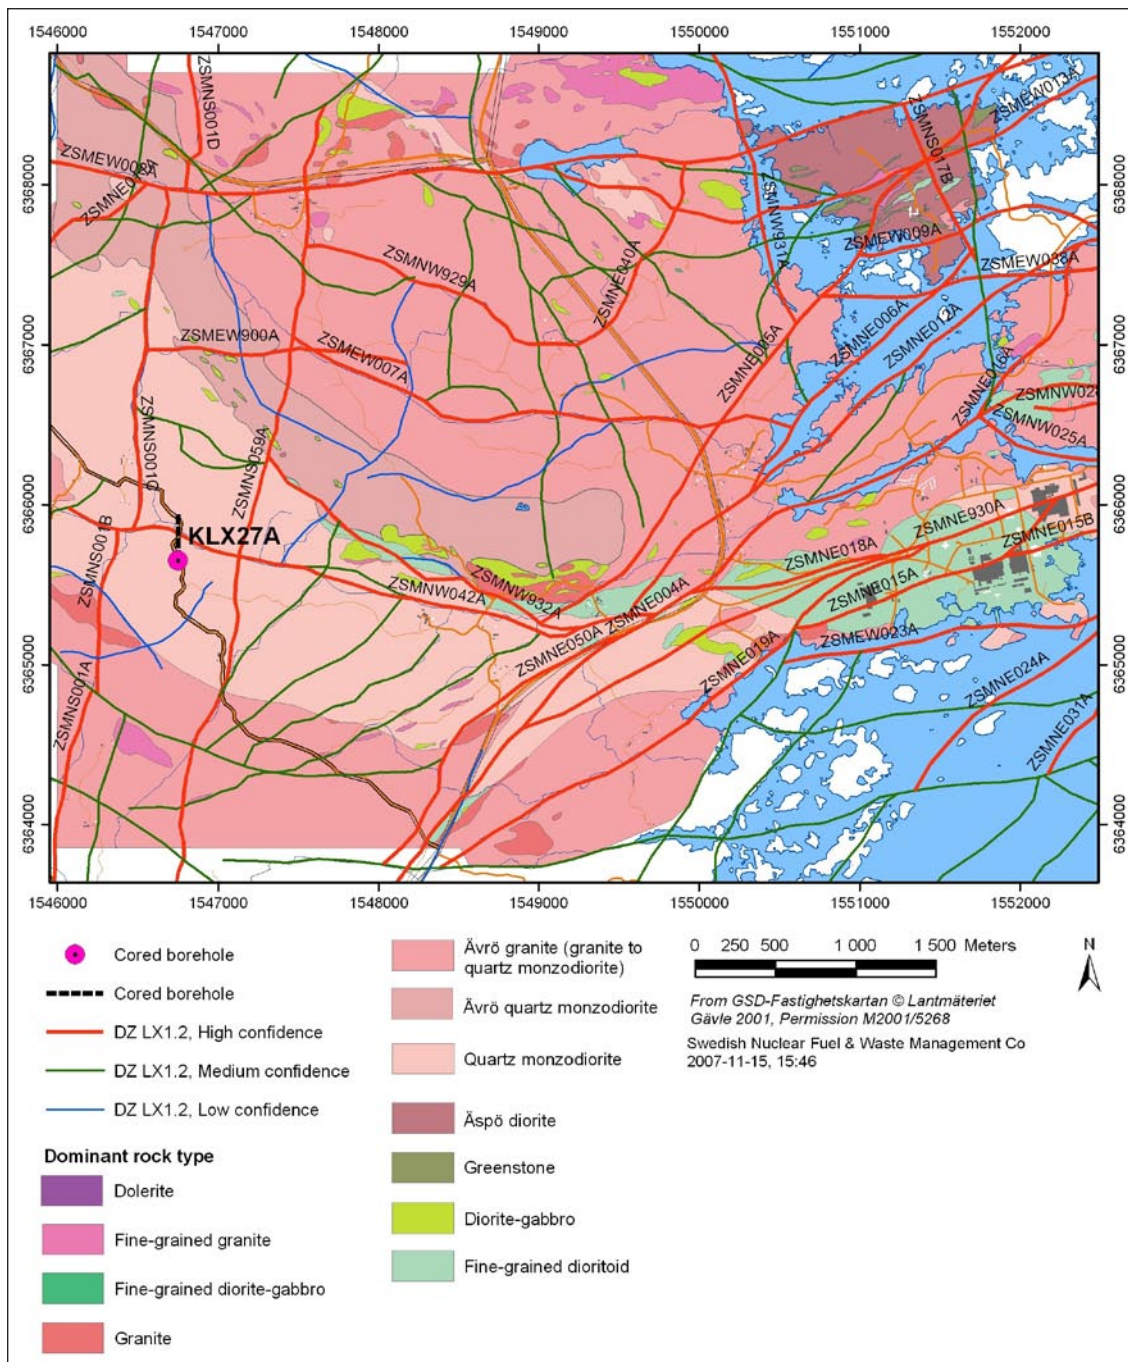 1546000 1547000 1548000 1549000 1550000 1551000 1552000
6368000
6367000
6366000
6365000
6364000
6368000
6367000
6366000
6365000
6364000
ZSMNS001D
ZSMEW013A
ZSMNS017B
ZSMNW931A
ZSMEW009A
ZSMEW038A
ZSMNW929A
ZSMNE040A
ZSMNE006A
ZSMNE012A
ZSMNE005A
ZSMEW900A
ZSMEW007A
ZSMNW025A
ZSMNS001C
ZSMNS059A
KLX27A
ZSMNE930A
ZSMNE015B
ZSMNE018A
ZSMNE015A
ZSMNS001B
ZSMNW042A
ZSMNW932A
ZSMNE004A
ZSMNE050A
ZSMEW023A
ZSMNE019A
ZSMNE024A
ZSMNE031A
ZSMNS001A
1546000 1547000 1548000 1549000 1550000 1551000 1552000
Cored borehole
Cored borehole
DZ LX1.2, High confidence
DZ LX1.2, Medium confidence
DZ LX1.2, Low confidence
Dominant rock type
Dolerite
Fine-grained granite
Fine-grained diorite-gabbro
Granite
Ävrö granite (granite to
quartz monzodiorite)
Ävrö quartz monzodiorite
Quartz monzodiorite
Äspö diorite
Greenstone
Diorite-gabbro
Fine-grained dioritoid
0 250 500 1 000 1 500 Meters
N
From GSD-Fastighetskartan © Lantmäteriet
Gävle 2001, Permission M2001/5268
Swedish Nuclear Fuel & Waste Management Co
2007-11-15, 15:46